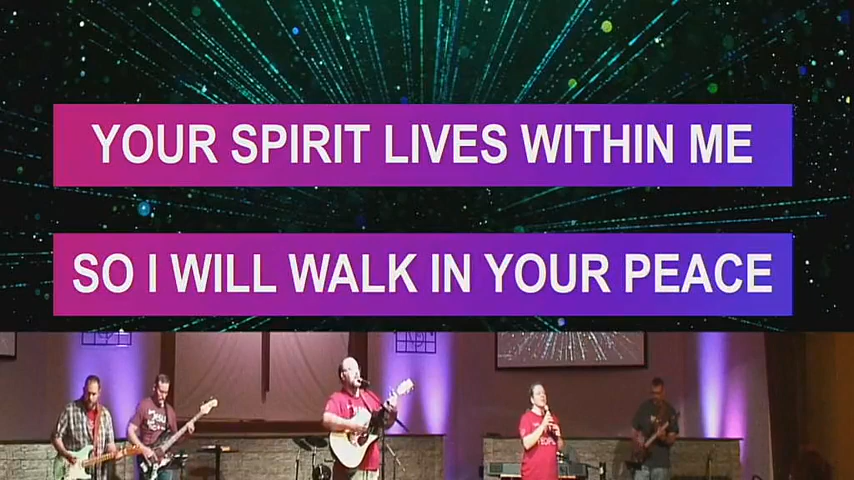 YOUR SPIRIT LIVES WITHIN ME
SO I WILL WALK IN YOUR PEACE